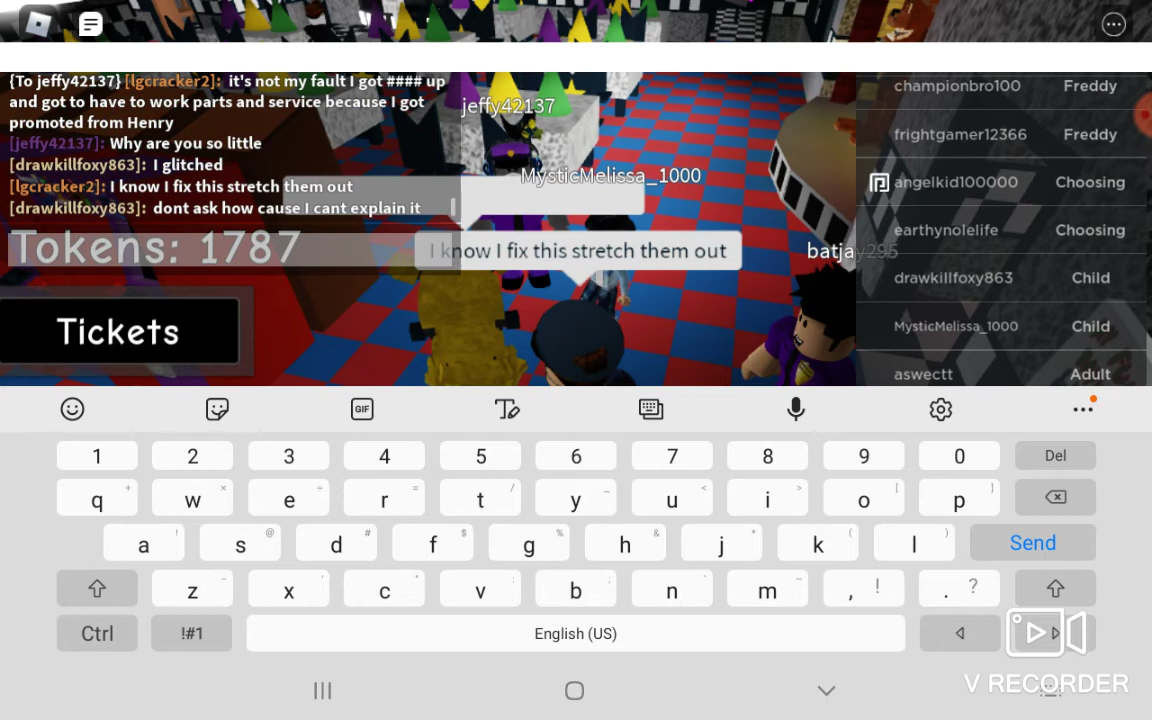 {To jeffy42137} [lgcracker2]: it's not my fault I got #### up
and got to have to work parts and service because I got
promoted from Henry
[jeffy42137]: Why are you so little
[drawkillfoxy863]: I glitched
[lgcracker2]: I know I fix this stretch them out
[drawkillfoxy863]: dont ask how cause I cant explain it
Tokens: 1787
Tickets
jeffy42137
MysticMelissa_1000
I know I fix this stretch them out
batjay295
championbro100 Freddy
frightgamer12366 Freddy
angelkid100000 Choosing
earthynolelife Choosing
drawkillfoxy863 Child
MysticMelissa_1000 Child
aswectt Adult
GIF
1 2 3 4 5 6 7 8 9 0 Del
q w e r t y u i o p
a s d f g h j k l Send
z x c v b n m , ! . ?
Ctrl !#1 English (US)
V RECORDER